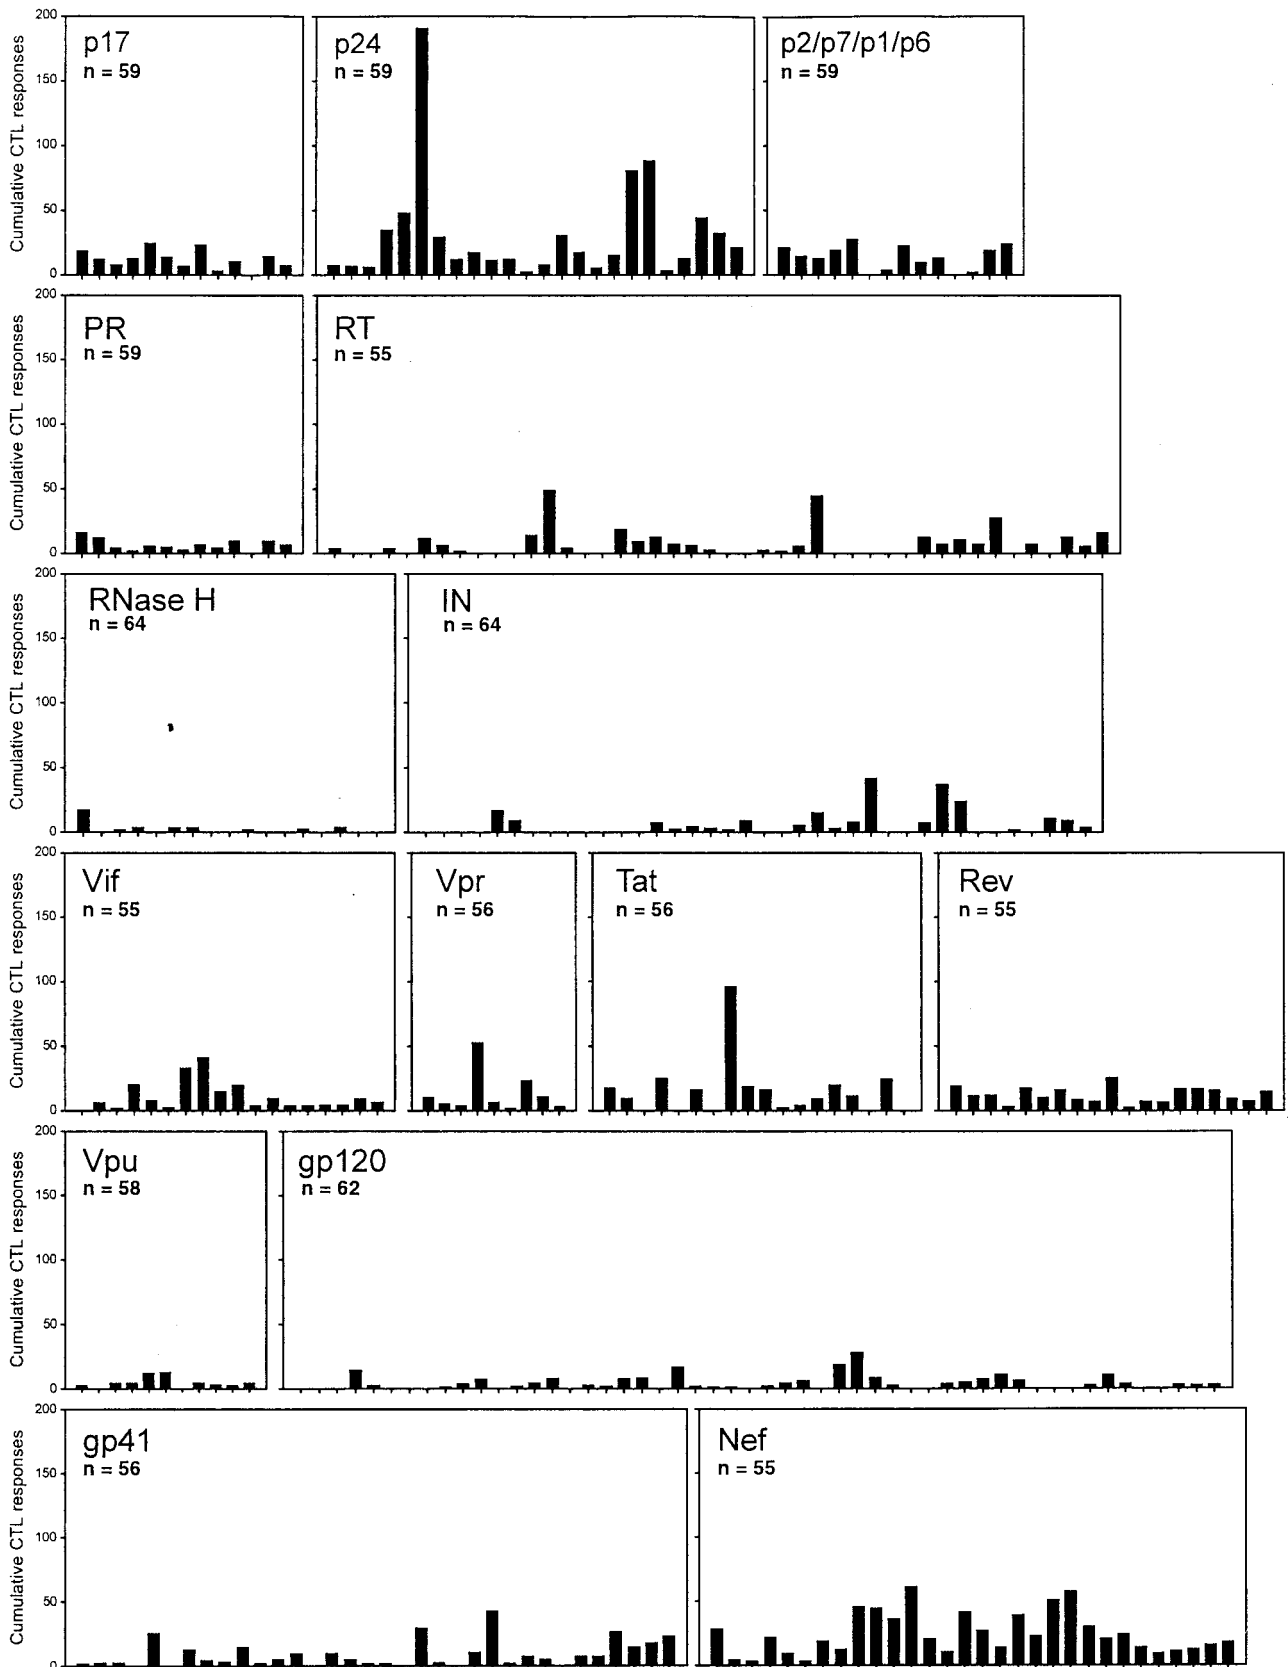 Cumulative CTL responses
200
150
100
50
0
p17
n = 59
p24
n = 59
p2/p7/p1/p6
n = 59
Cumulative CTL responses
200
150
100
50
0
PR
n = 59
RT
n = 55
Cumulative CTL responses
200
150
100
50
0
RNase H
n = 64
IN
n = 64
Cumulative CTL responses
200
150
100
50
0
Vif
n = 55
Vpr
n = 56
Tat
n = 56
Rev
n = 55
Cumulative CTL responses
200
150
100
50
0
Vpu
n = 58
gp120
n = 62
Cumulative CTL responses
200
150
100
50
0
gp41
n = 56
Nef
n = 55